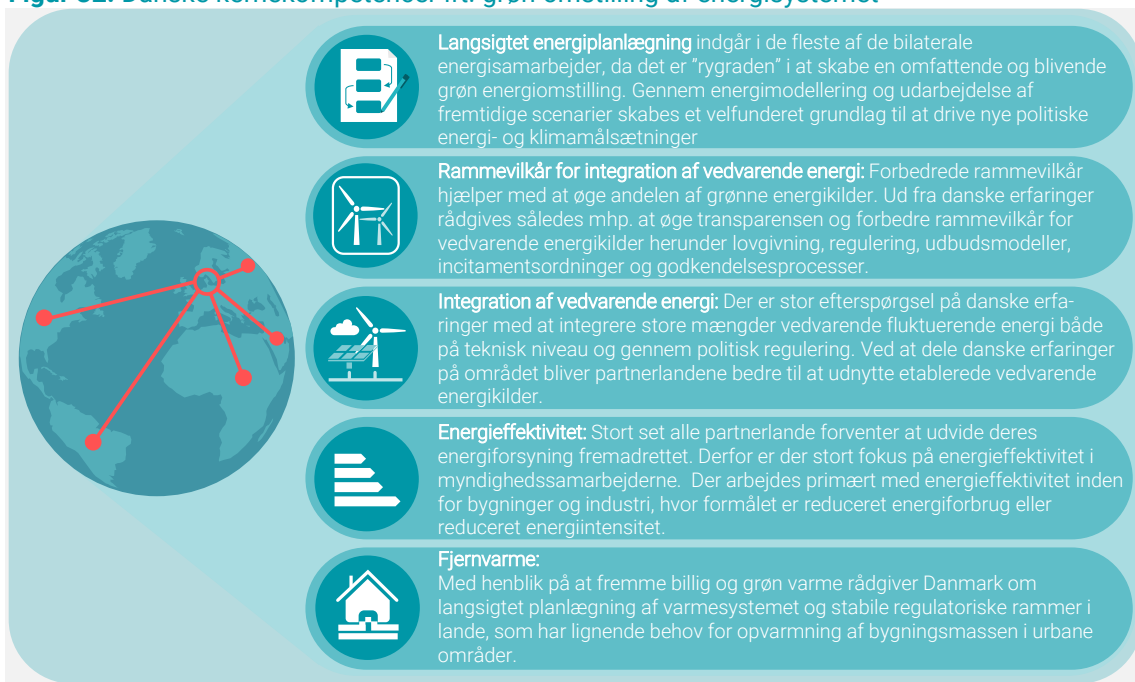 Danske kernekompetencer ift. grøn omstilling af energisystemet
Langsigtet energiplanlægning indgår i de fleste af de bilaterale
energisamarbejder, da det er ”rygraden” i at skabe en omfattende og blivende
grøn energiomstilling. Gennem energimodellering og udarbejdelse af
fremtidige scenarier skabes et velfunderet grundlag til at drive nye politiske
energi- og klimamålsætninger
Rammevilkår for integration af vedvarende energi: Forbedrede rammevilkår
hjælper med at øge andelen af grønne energikilder. Ud fra danske erfaringer
rådgives således mhp. at øge transparensen og forbedre rammevilkår for
vedvarende energikilder herunder lovgivning, regulering, udbudsmodeller,
incitamentsordninger og godkendelsesprocesser.
Integration af vedvarende energi: Der er stor efterspørgsel på danske erfa-
ringer med at integrere store mængder vedvarende fluktuerende energi både
på teknisk niveau og gennem politisk regulering. Ved at dele danske erfaringer
på området bliver partnerlandene bedre til at udnytte etablerede vedvarende
energikilder.
Energieffektivitet: Stort set alle partnerlande forventer at udvide deres
energiforsyning fremadrettet. Derfor er der stort fokus på energieffektivitet i
myndighedssamarbejderne.  Der arbejdes primært med energieffektivitet inden
for bygninger og industri, hvor formålet er reduceret energiforbrug eller
reduceret energiintensitet.
Fjernvarme:
Med henblik på at fremme billig og grøn varme rådgiver Danmark om
langsigtet planlægning af varmesystemet og stabile regulatoriske rammer i
lande, som har lignende behov for opvarmning af bygningsmassen i urbane
områder.